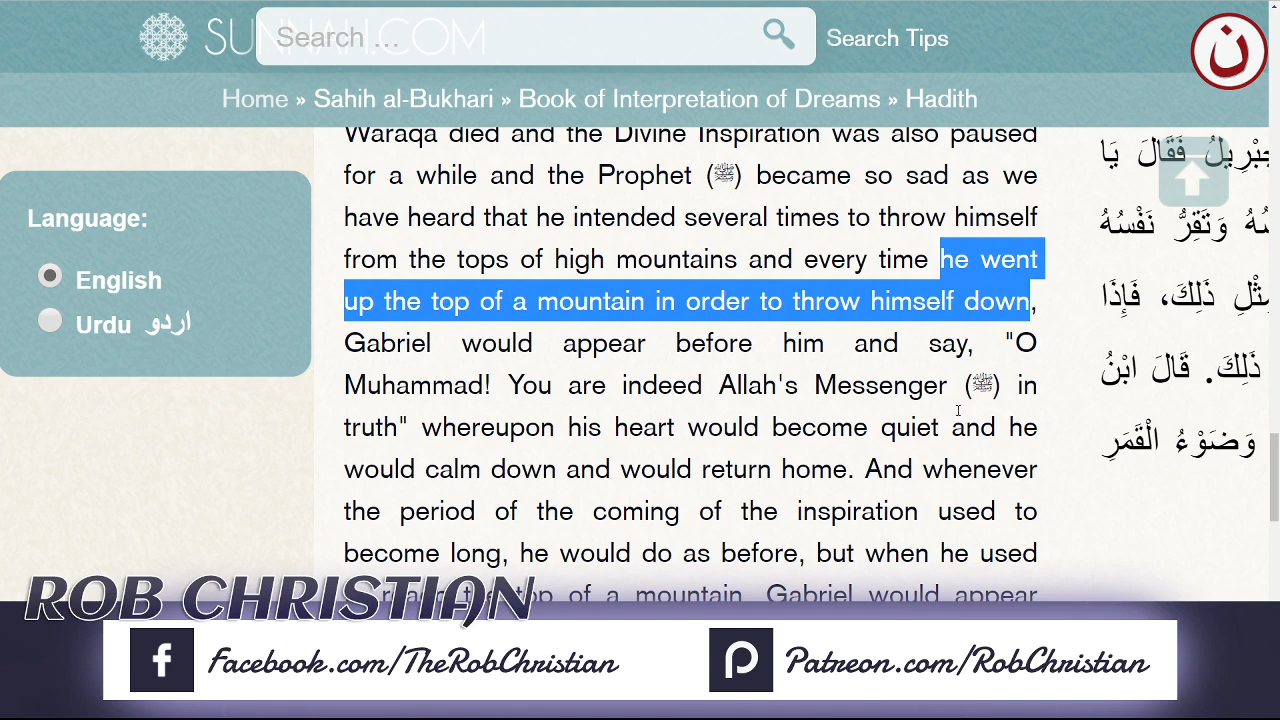 SUNNAH.COM
Search ...
Search Tips
ن
Home » Sahih al-Bukhari » Book of Interpretation of Dreams » Hadith
Language:
English
Urdu اردو
Waraqa died and the Divine Inspiration was also paused
for a while and the Prophet (ﷺ) became so sad as we
have heard that he intended several times to throw himself
from the tops of high mountains and every time he went
up the top of a mountain in order to throw himself down,
Gabriel would appear before him and say, "O
Muhammad! You are indeed Allah's Messenger (ﷺ) in
truth" whereupon his heart would become quiet and he
would calm down and would return home. And whenever
the period of the coming of the inspiration used to
become long, he would do as before, but when he used
top of a mountain, Gabriel would appear
جِبْرِيلُ فَقَالَ يَا
وَتَقِرُّ نَفْسُهُ
ذَلِكَ، فَإِذَا
ذَلِكَ. قَالَ ابْنُ
وَضَوْءُ الْقَمَرِ
ROB CHRISTIAN
Facebook.com/TheRobChristian
Patreon.com/RobChristian